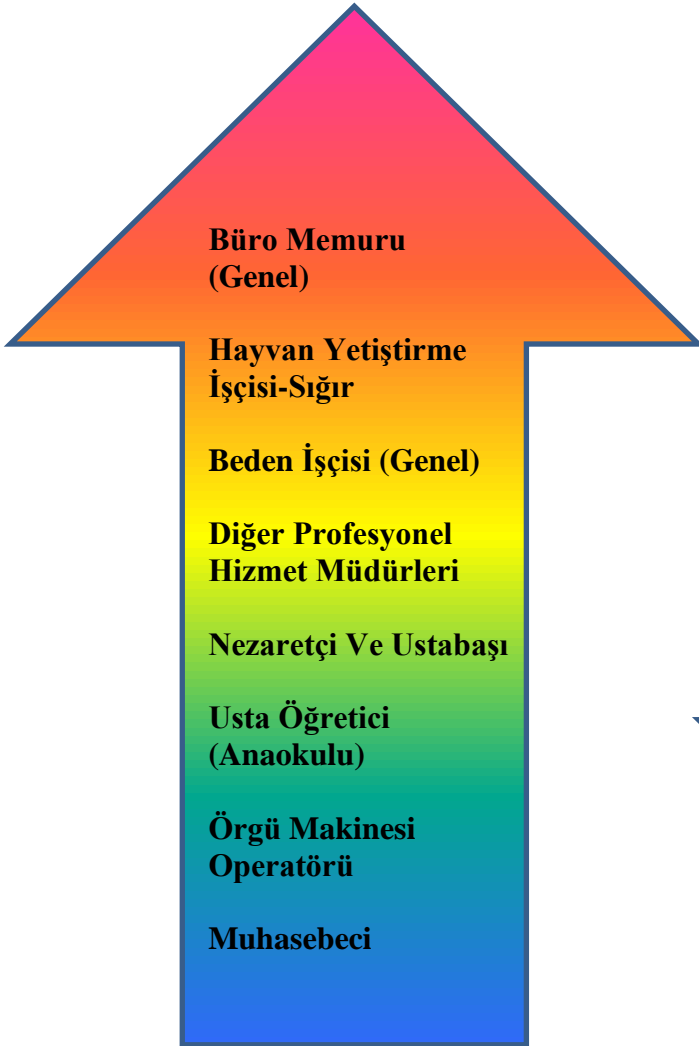 Büro Memuru
(Genel)
Hayvan Yetiştirme
İşçisi-Sığır
Beden İşçisi (Genel)
Diğer Profesyonel
Hizmet Müdürleri
Nezaretçi Ve Ustabaşı
Usta Öğretici
(Anaokulu)
Örgü Makinesi
Operatörü
Muhasebeci